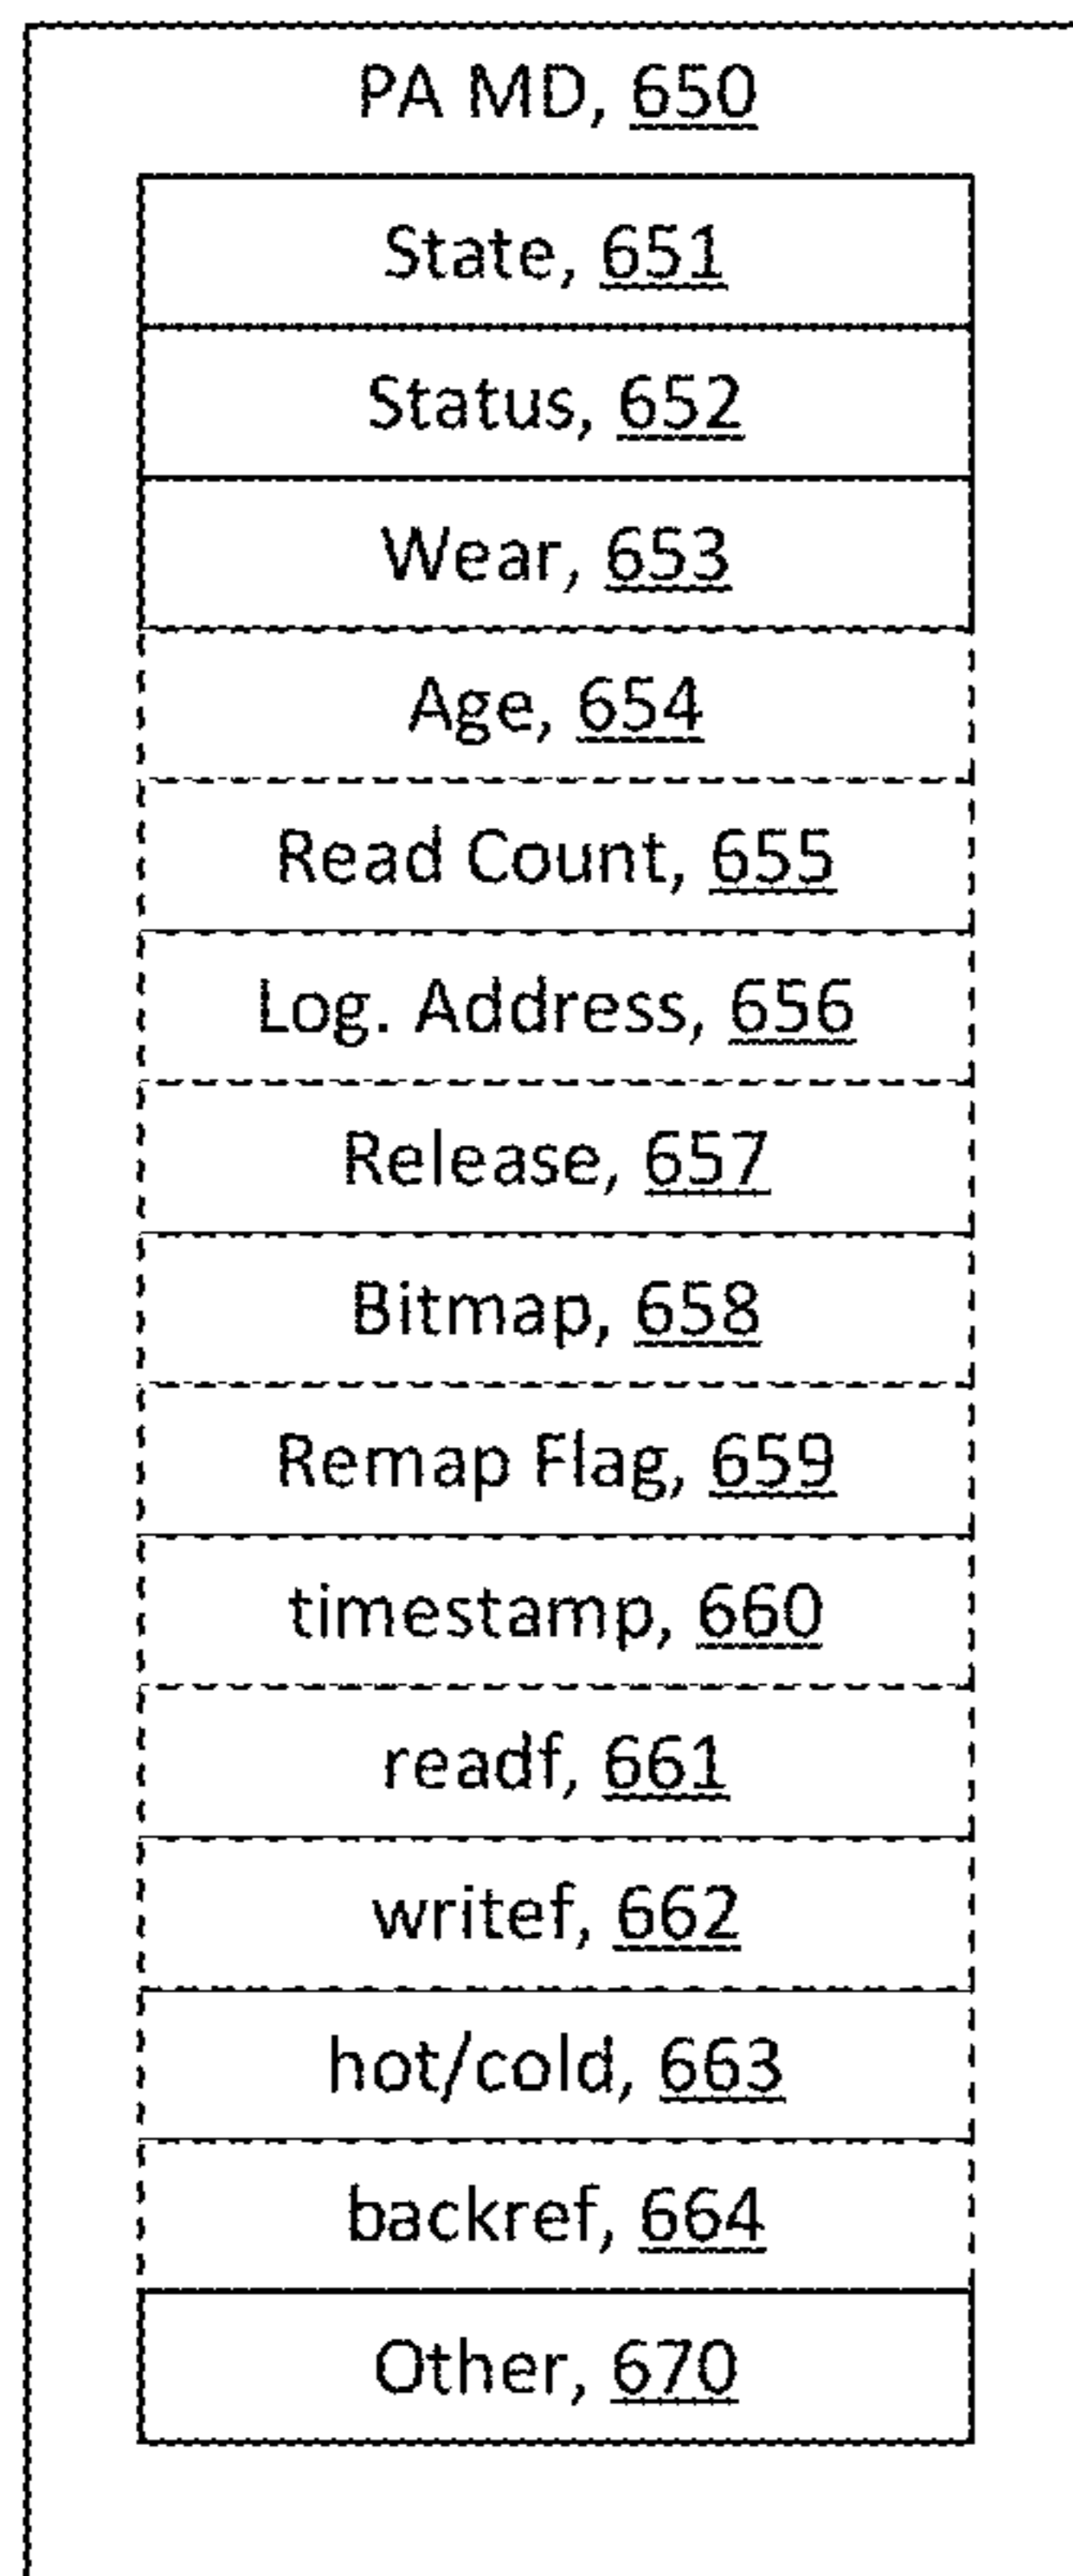 PA MD, 650
State, 651
Status, 652
Wear, 653
Age, 654
Read Count, 655
Log. Address, 656
Release, 657
Bitmap, 658
Remap Flag, 659
timestamp, 660
readf, 661
writef, 662
hot/cold, 663
backref, 664
Other, 670